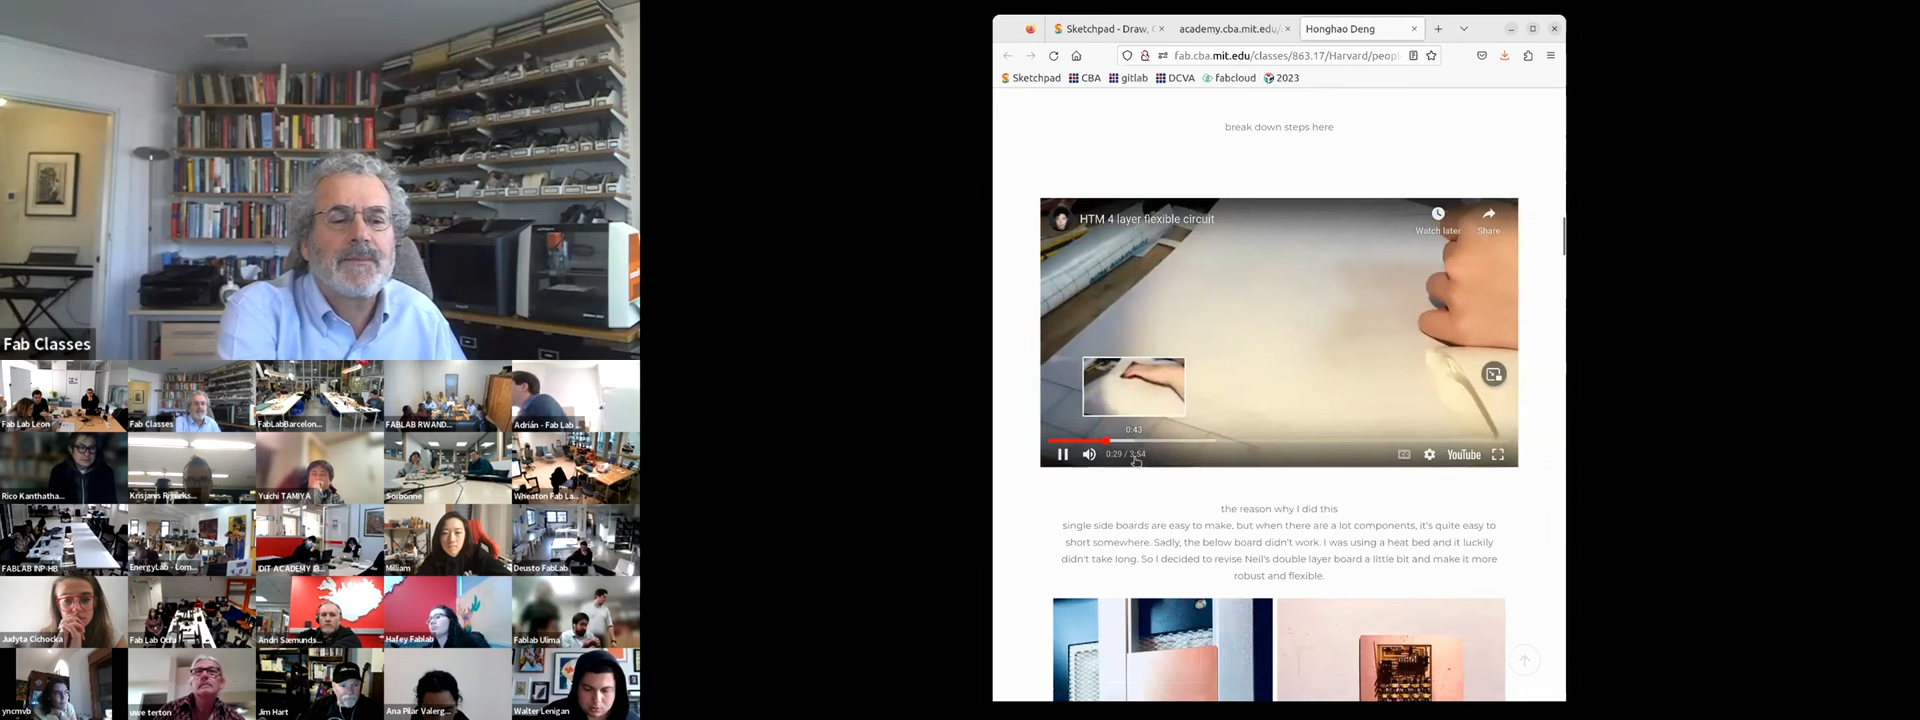 Fab Classes
Fab Lab Leon
Fab Classes
FabLabBarcelon...
FABLAB RWAND...
Adrián - Fab Lab ...
Rico Kanthatha...
Yuichi TAMIYA
Sorbonne
Wheaton Fab La...
FABLAB INP-HB
EnergyLab - Lom...
IDIT ACADEMY IB...
Milliam
Deusto FabLab
Judyta Cichocka
Fab Lab Oulu
Andri Sæmunds...
Hafey Fablab
Fablab Ulima
yncmvb
uwe terton
Jim Hart
Ana Pilar Valerg...
Walter Lenigan
Sketchpad - Draw, C
academy.cba.mit.edu/
Honghao Deng
fab.cba.mit.edu/classes/863.17/Harvard/peopl
Sketchpad
CBA
gitlab
DCVA
fabcloud
2023
break down steps here
HTM 4 layer flexible circuit
Watch later
Share
0:43
0:29 / 3:54
YouTube
the reason why I did this
single side boards are easy to make, but when there are a lot components, it's quite easy to
short somewhere. Sadly, the below board didn't work. I was using a heat bed and it luckily
didn't take long. So I decided to revise Neil's double layer board a little bit and make it more
robust and flexible.